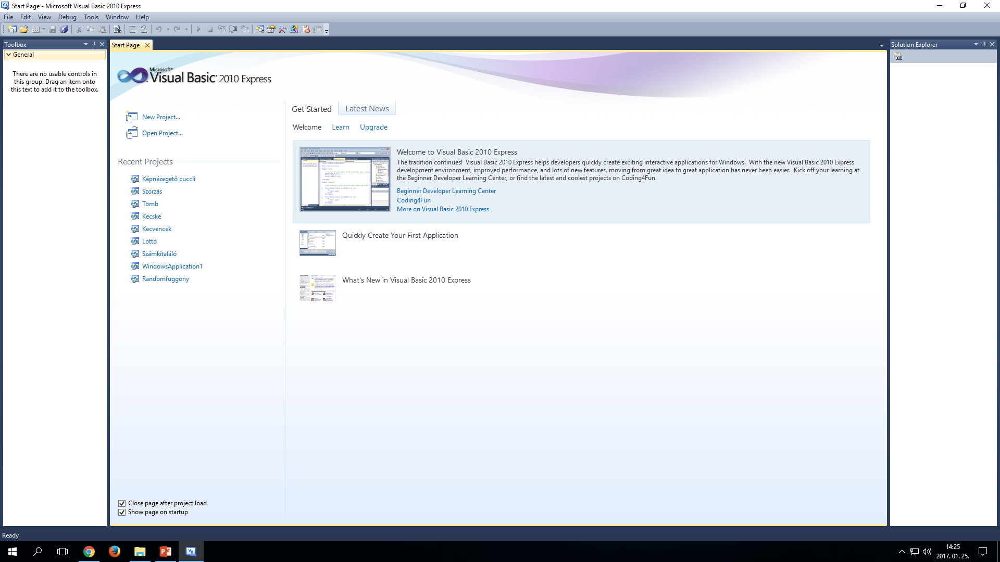 Start Page - Microsoft Visual Basic 2010 Express
File Edit View Debug Tools Window Help
Toolbox
General
There are no usable controls in
this group. Drag an item onto
this text to add it to the toolbox.
Start Page
Microsoft®
Visual Basic® 2010 Express
New Project...
Open Project...
Recent Projects
Képnézegető cuccli
Szorzás
Tömb
Kecske
Kecvencek
Lottó
Számkitaláló
WindowsApplication1
Randomfüggöny
Close page after project load
Show page on startup
Get Started Latest News
Welcome Learn Upgrade
Welcome to Visual Basic 2010 Express
The tradition continues! Visual Basic 2010 Express helps developers quickly create exciting interactive applications for Windows. With the new Visual Basic 2010 Express
development environment, improved performance, and lots of new features, moving from great idea to great application has never been easier. Kick off your learning at
the Beginner Developer Learning Center, or find the latest and coolest projects on Coding4Fun.
Beginner Developer Learning Center
Coding4Fun
More on Visual Basic 2010 Express
Quickly Create Your First Application
What's New in Visual Basic 2010 Express
Solution Explorer
Ready
14:25
2017. 01. 25.